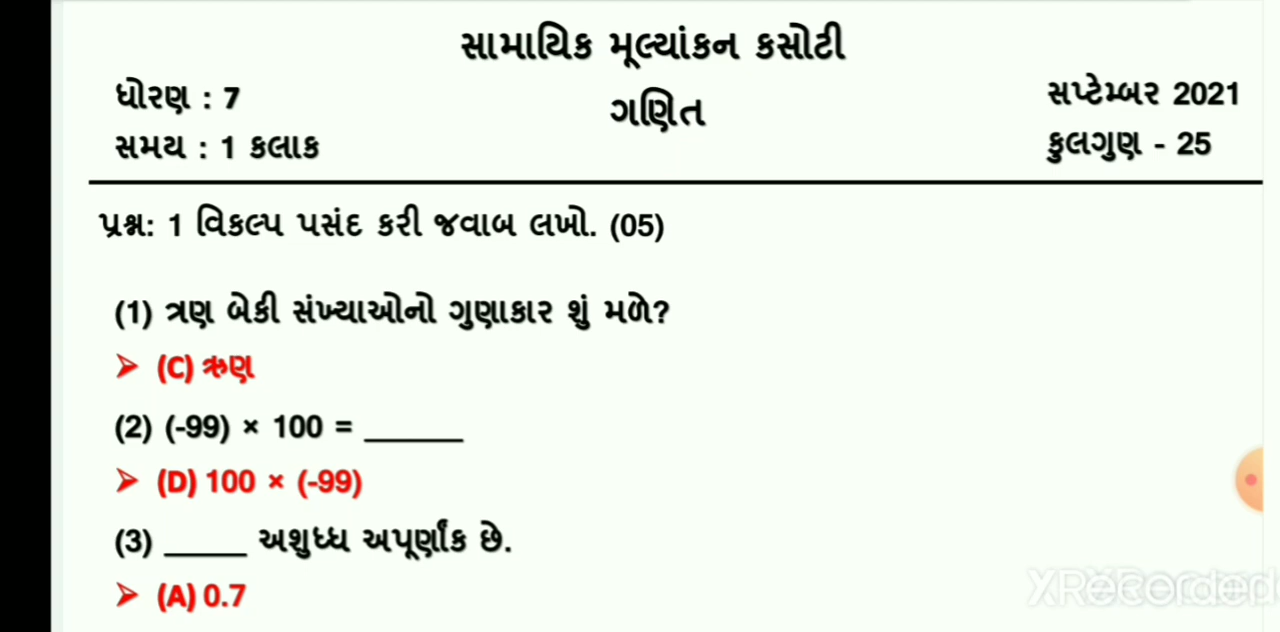 સામાયિક મૂલ્યાંકન કસોટી
ધોરણ : 7
ગણિત
સપ્ટેમ્બર 2021
સમય : 1 કલાક
કુલગુણ - 25
પ્રશ્ન: 1 વિકલ્પ પસંદ કરી જવાબ લખો. (05)
(1) ત્રણ બેકી સંખ્યાઓનો ગુણાકાર શું મળે?
➢ (C) ઋણ
(2) (-99) × 100 = ______
➢ (D) 100 × (-99)
(3) _____ અશુધ્ધ અપૂર્ણાંક છે.
➢ (A) 0.7
XRecorder